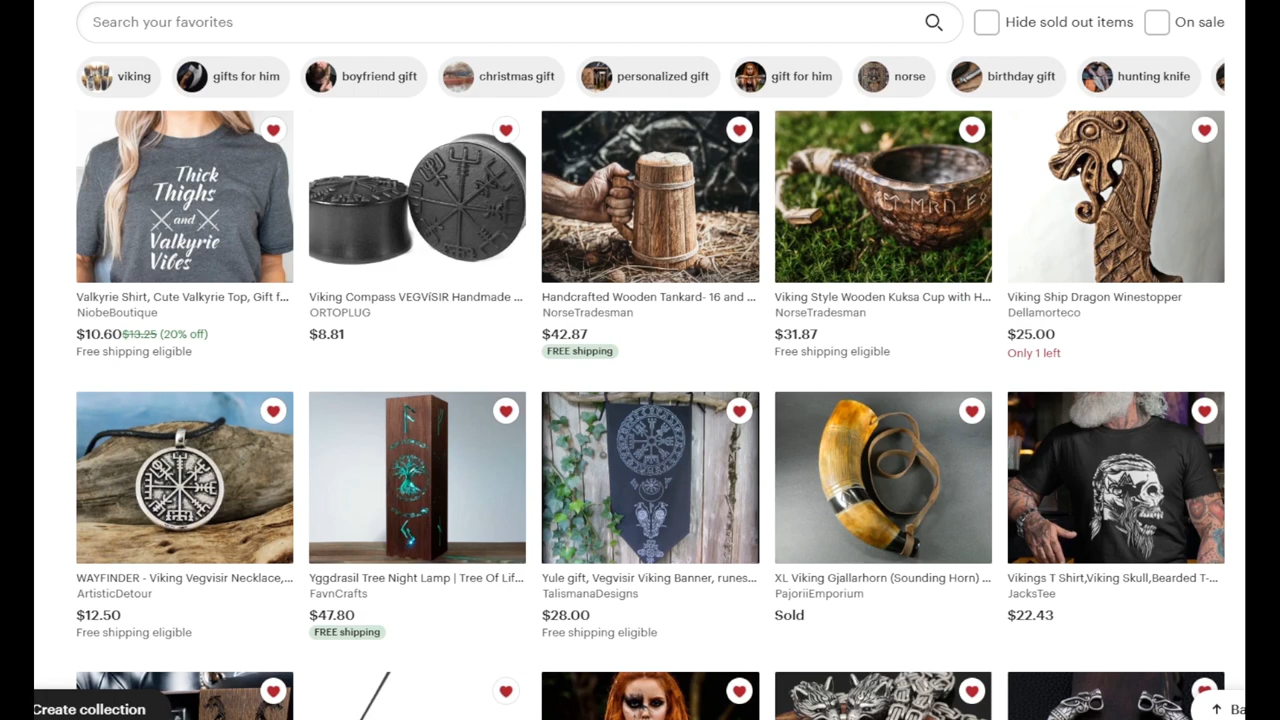 Search your favorites
Hide sold out items
On sale
viking
gifts for him
boyfriend gift
christmas gift
personalized gift
gift for him
norse
birthday gift
hunting knife
Thick
Thighs
and
Valkyrie
Vibes
Valkyrie Shirt, Cute Valkyrie Top, Gift f...
NiobeBoutique
$10.60 $13.25 (20% off)
Free shipping eligible
Viking Compass VEGVíSIR Handmade ...
ORTOPLUG
$8.81
Handcrafted Wooden Tankard- 16 and ...
NorseTradesman
$42.87
FREE shipping
Viking Style Wooden Kuksa Cup with H...
NorseTradesman
$31.87
Free shipping eligible
Viking Ship Dragon Winestopper
Dellamorteco
$25.00
Only 1 left
WAYFINDER - Viking Vegvisir Necklace,...
ArtisticDetour
$12.50
Free shipping eligible
Yggdrasil Tree Night Lamp | Tree Of Lif...
FavnCrafts
$47.80
FREE shipping
Yule gift, Vegvisir Viking Banner, runes...
TalismanaDesigns
$28.00
Free shipping eligible
XL Viking Gjallarhorn (Sounding Horn) ...
PajoriiEmporium
Sold
Vikings T Shirt,Viking Skull,Bearded T-...
JacksTee
$22.43
Create collection
Ba